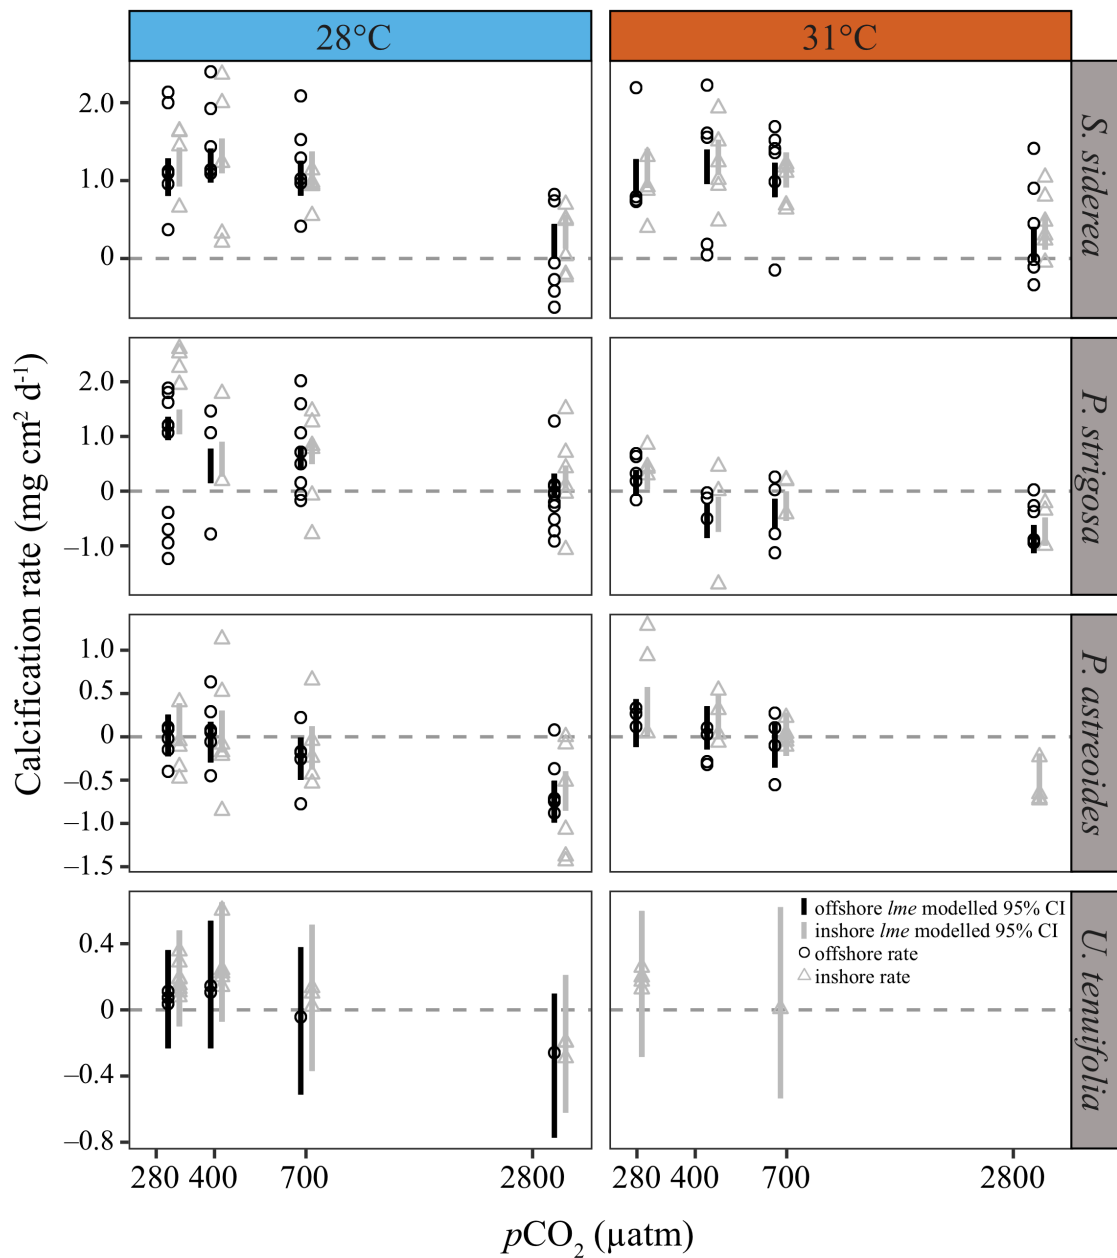 28°C
31°C
2.0
1.0
0
S. siderea
2.0
1.0
0
–1.0
P. strigosa
1.0
0.5
0
–0.5
–1.0
–1.5
P. astreoides
0.4
0
–0.4
–0.8
U. tenuifolia
offshore lme modelled 95% CI
inshore lme modelled 95% CI
offshore rate
inshore rate
280 400 700 2800
280 400 700 2800
Calcification rate (mg cm² d⁻¹)
pCO₂ (µatm)